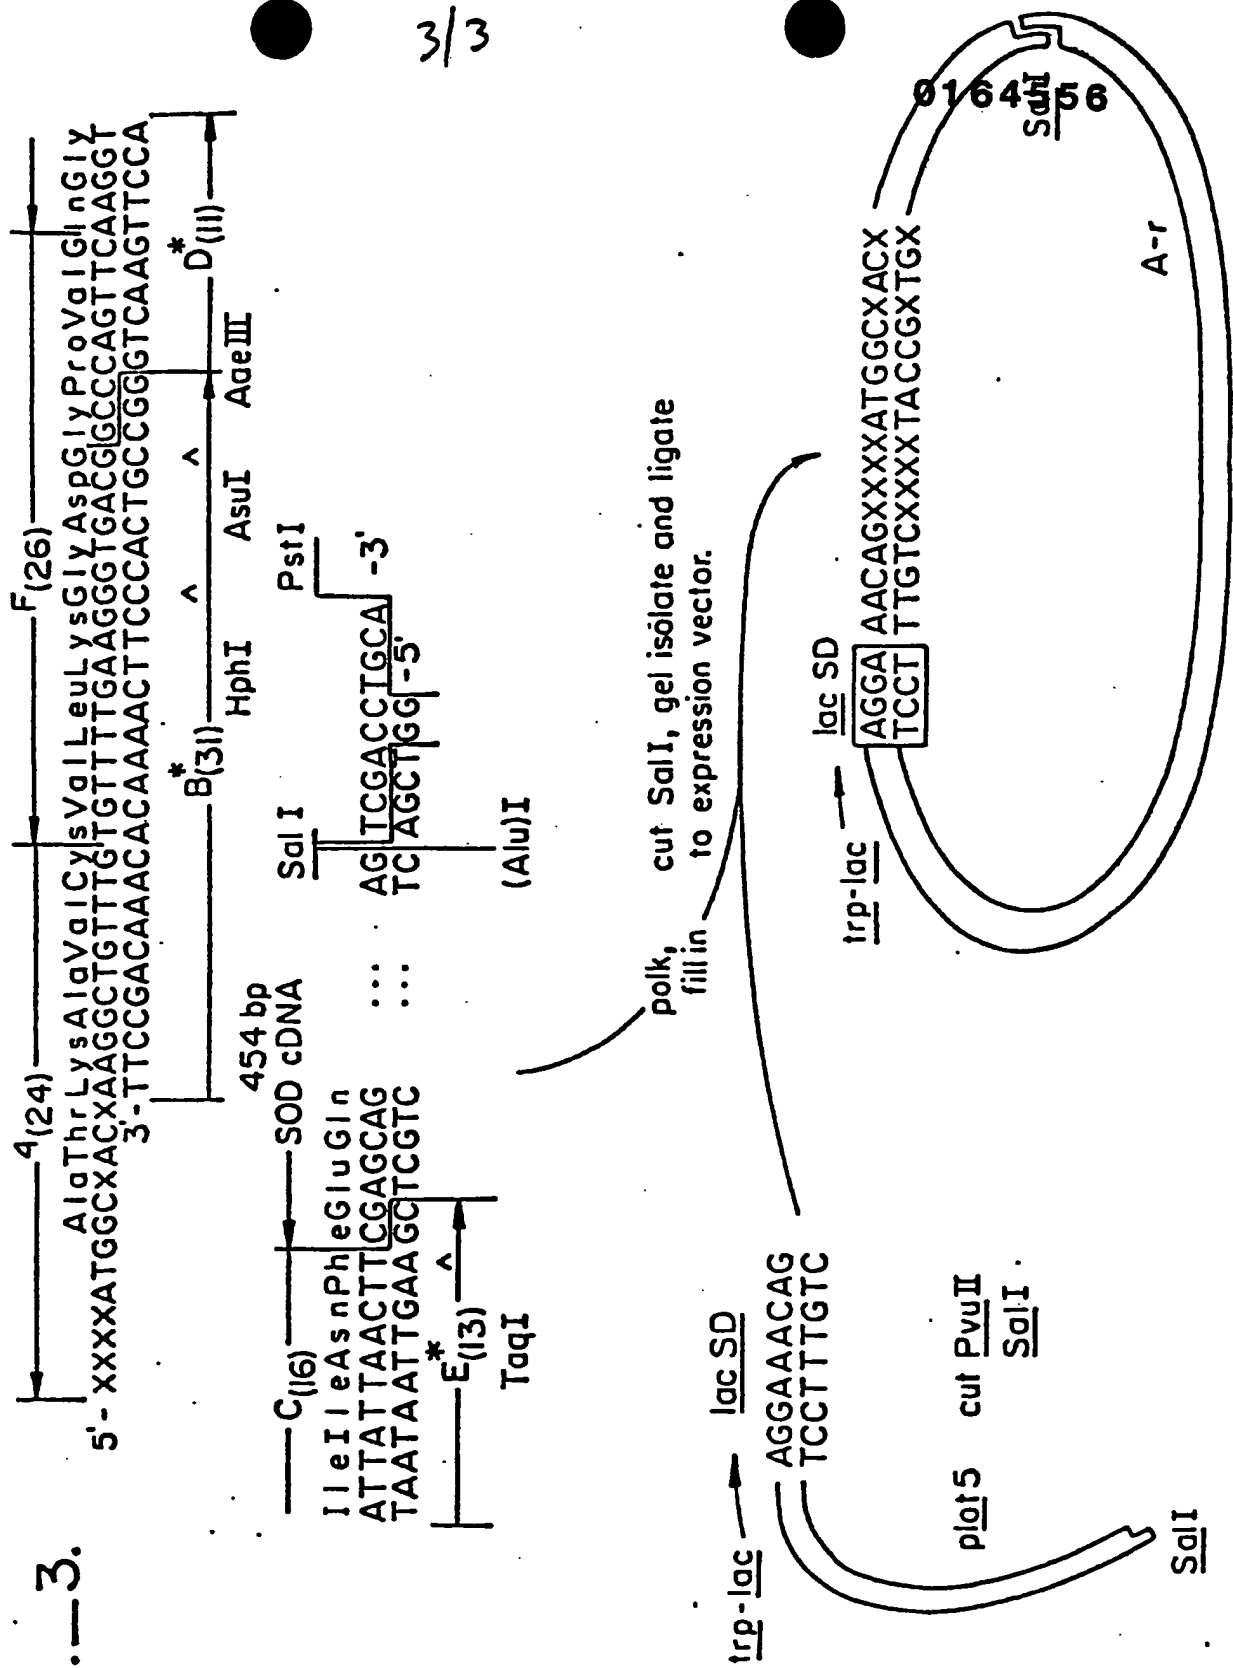 .—3.
3/3
0164556
4(24)
F(26)
AlaThrLysAlaValCysValLeuLysGlyAspGlyProValGlnGly
5'- XXXXATGGCXACXAAGGCTGTTTGTGTTTTGAAGGGTGACGGCCCAGTTCAAGGT
3'-TTCCGACAAACACAAAACTTCCCACTGCCGGGTCAAGTTCCA
B*(31)
D*(11)
HphI AsuI AaeIII
C(16)
454 bp
SOD cDNA
Sal I
PstI
IleIleAsnPheGluGln
ATTATTAACTTCGAGCAG ... AGTCGACCTGCA -3'
TAATAATTGAAGCTCGTC ... TCAGCTGG -5'
E*(13)
TaqI
(Alu)I
polk,
fill in
cut SalI, gel isolate and ligate
to expression vector.
trp-lac
lac SD
AGGAAACAG
TCCTTTGTC
plot5 cut PvuII
SalI
SalI
trp-lac
lac SD
AGGA AACAGXXXXATGGCXACX
TCCT TTGTCXXXXTACCGXTGX
SalI
A-r